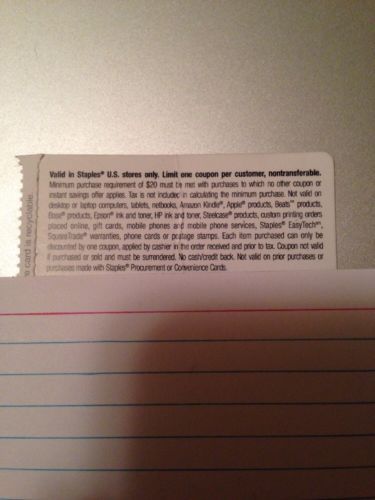 Valid in Staples® U.S. stores only. Limit one coupon per customer, nontransferable.
Minimum purchase requirement of $20 must be met with purchases to which no other coupon or
instant savings offer applies. Tax is not included in calculating the minimum purchase. Not valid on
desktop or laptop computers, tablets, netbooks, Amazon Kindle®, Apple® products, Beats™ products,
Bose® products, Epson® ink and toner, HP ink and toner, Steelcase® products, custom printing orders
placed online, gift cards, mobile phones and mobile phone services, Staples® EasyTech℠,
SquareTrade® warranties, phone cards or postage stamps. Each item purchased can only be
discounted by one coupon, applied by cashier in the order received and prior to tax. Coupon not valid
if purchased or sold and must be surrendered. No cash/credit back. Not valid on prior purchases or
purchases made with Staples® Procurement or Convenience Cards.
card is recyclable